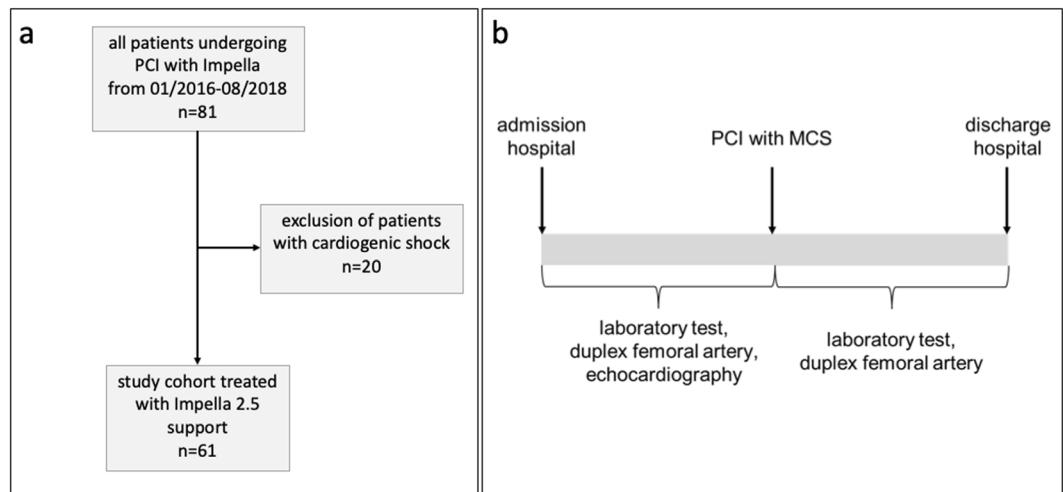 a
all patients undergoing
PCI with Impella
from 01/2016-08/2018
n=81
exclusion of patients
with cardiogenic shock
n=20
study cohort treated
with Impella 2.5
support
n=61
b
admission
hospital
PCI with MCS
discharge
hospital
laboratory test,
duplex femoral artery,
echocardiography
laboratory test,
duplex femoral artery